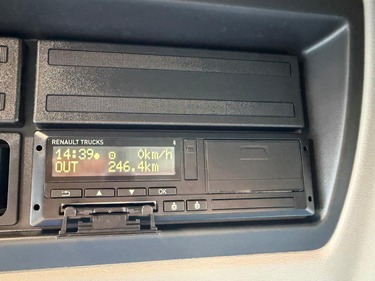 RENAULT TRUCKS
14:39 0km/h
OUT 246.4km
OK